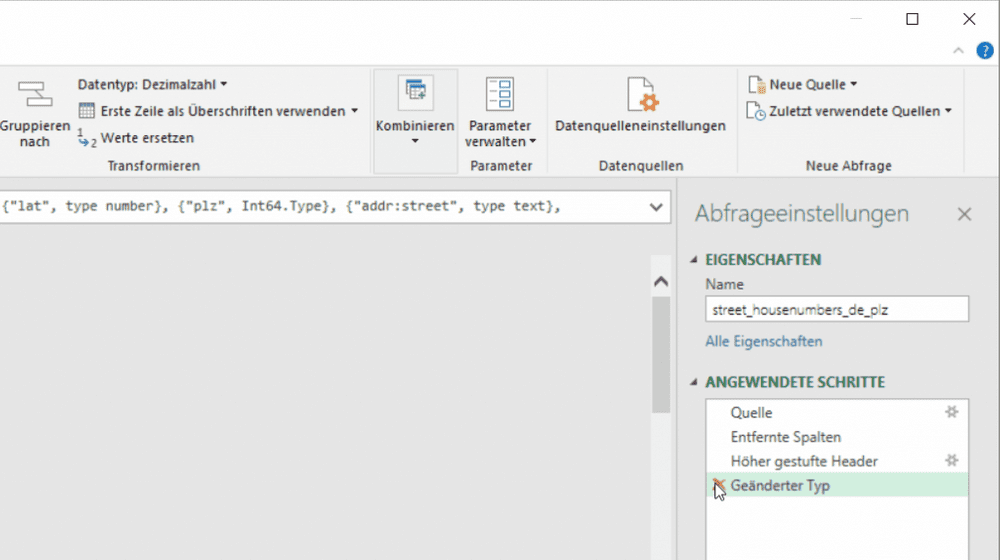 Datentyp: Dezimalzahl
Erste Zeile als Überschriften verwenden
1
2
Werte ersetzen
Gruppieren
nach
Transformieren
Kombinieren
Parameter
verwalten
Parameter
Datenquelleneinstellungen
Datenquellen
Neue Quelle
Zuletzt verwendete Quellen
Neue Abfrage
?
{"lat", type number}, {"plz", Int64.Type}, {"addr:street", type text},
Abfrageeinstellungen
EIGENSCHAFTEN
Name
street_housenumbers_de_plz
Alle Eigenschaften
ANGEWENDETE SCHRITTE
Quelle
Entfernte Spalten
Höher gestufte Header
Geänderter Typ